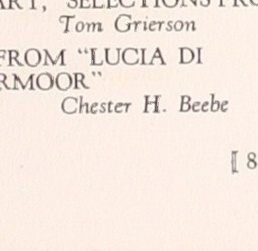 ART, SELECTIONS FRO
Tom Grierson
FROM "LUCIA DI
RMOOR"
Chester H. Beebe
⟦ 8